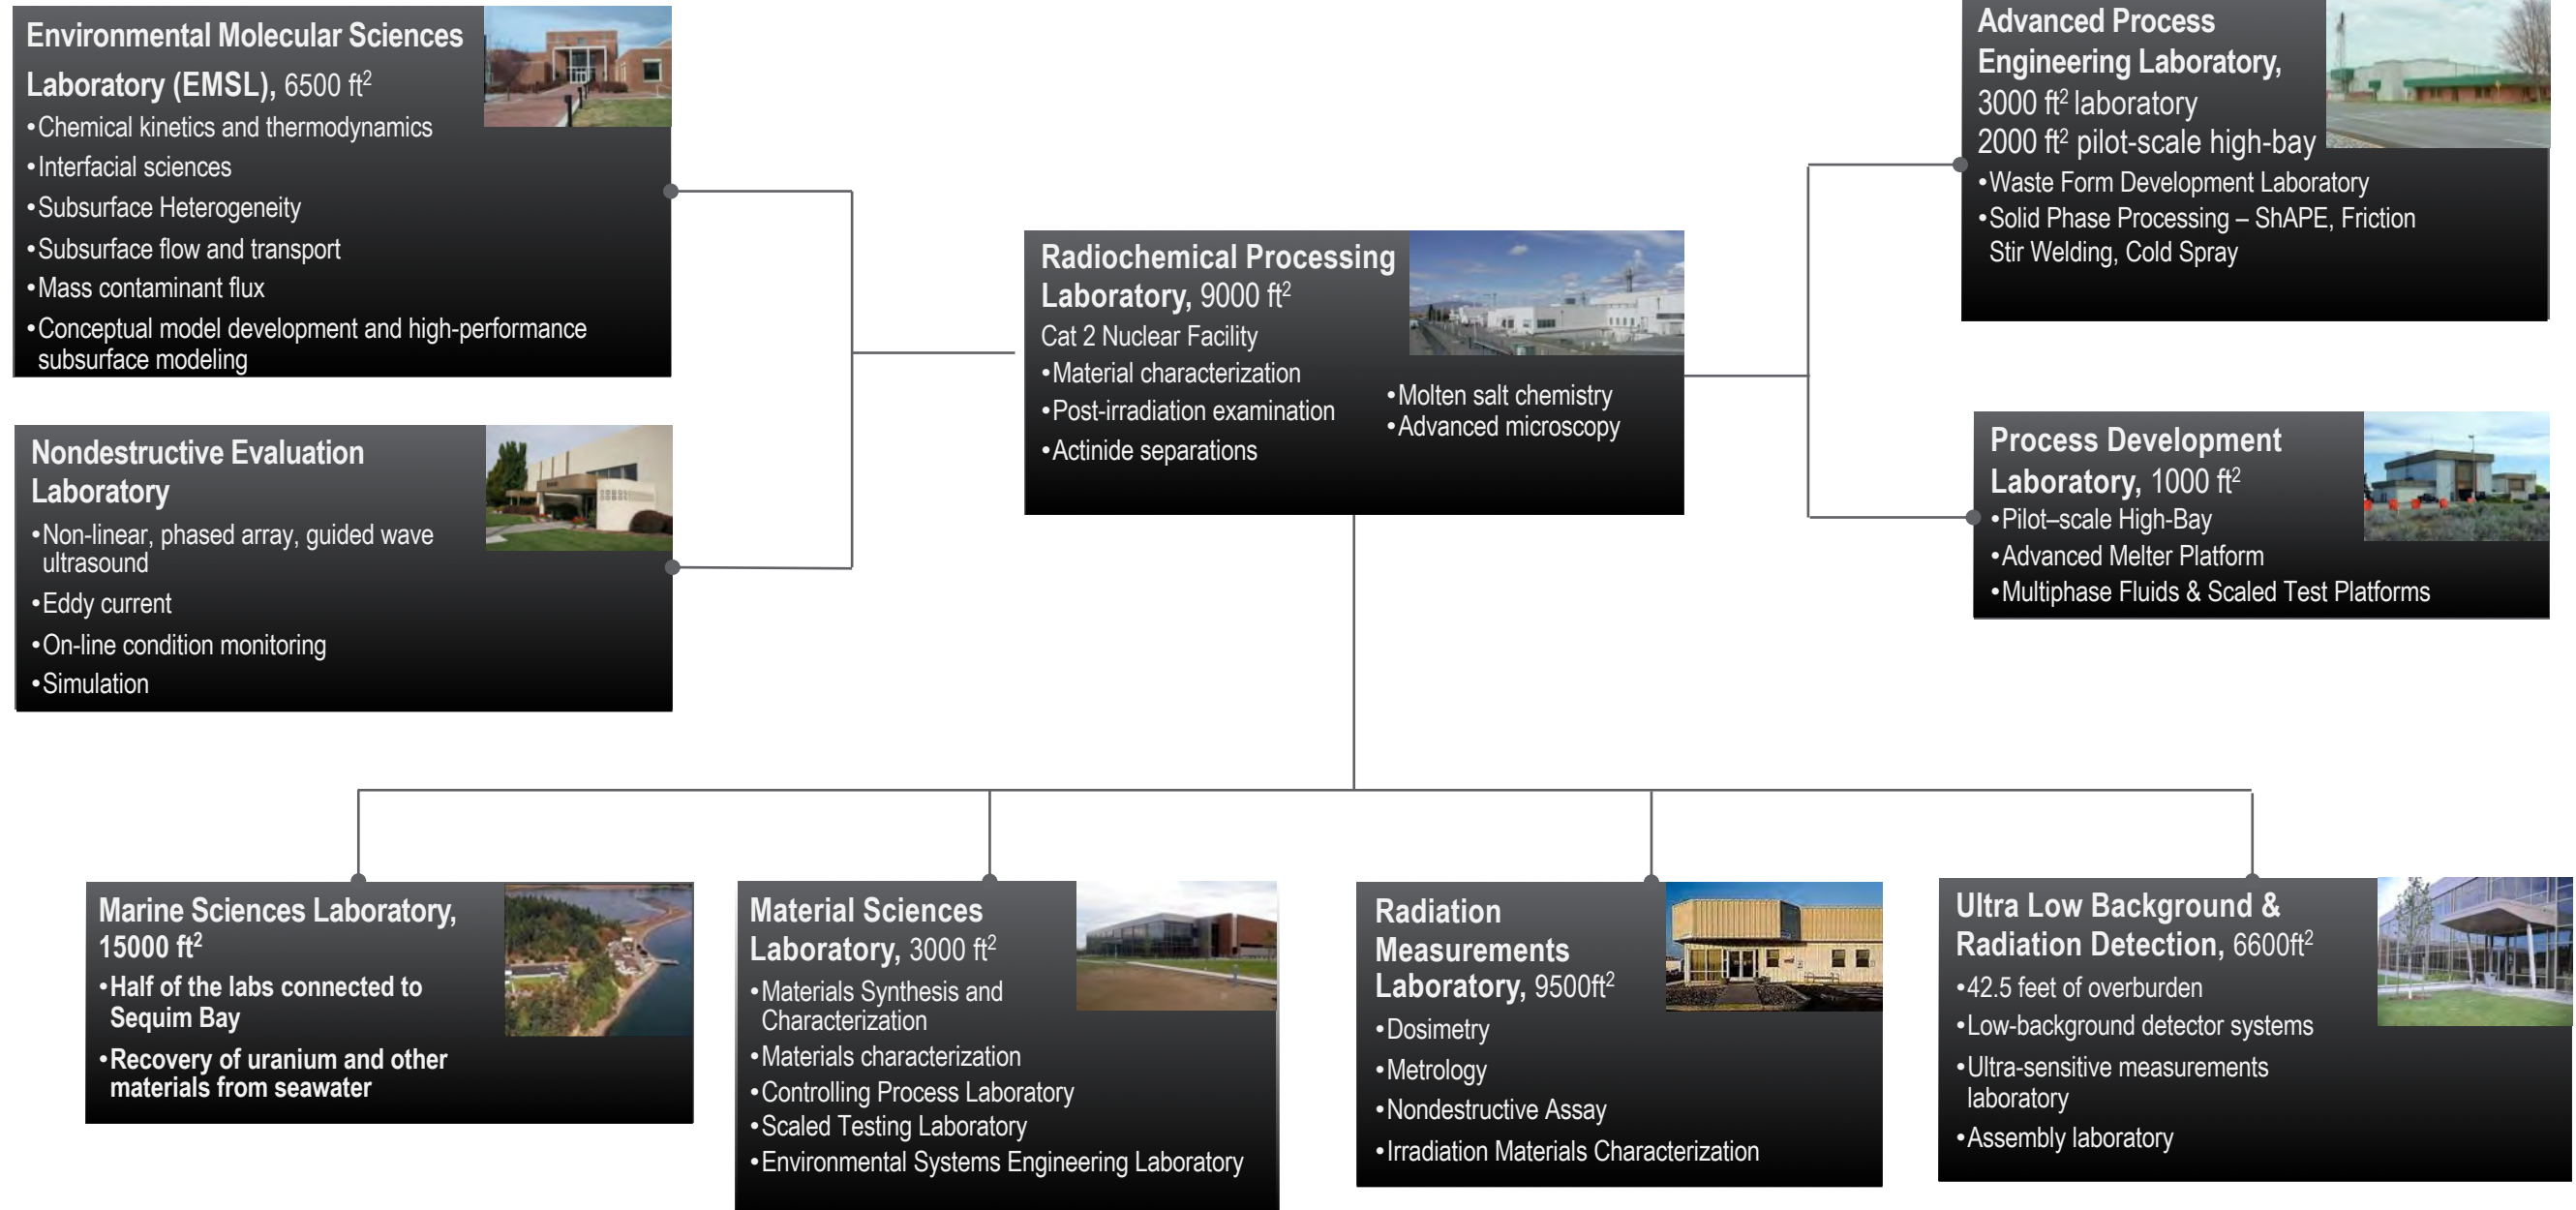 Environmental Molecular Sciences
Laboratory (EMSL), 6500 ft²
•Chemical kinetics and thermodynamics
•Interfacial sciences
•Subsurface Heterogeneity
•Subsurface flow and transport
•Mass contaminant flux
•Conceptual model development and high-performance
subsurface modeling
Nondestructive Evaluation
Laboratory
•Non-linear, phased array, guided wave
ultrasound
•Eddy current
•On-line condition monitoring
•Simulation
Radiochemical Processing
Laboratory, 9000 ft²
Cat 2 Nuclear Facility
•Material characterization
•Post-irradiation examination
•Actinide separations
•Molten salt chemistry
•Advanced microscopy
Advanced Process
Engineering Laboratory,
3000 ft² laboratory
2000 ft² pilot-scale high-bay
•Waste Form Development Laboratory
•Solid Phase Processing – ShAPE, Friction
Stir Welding, Cold Spray
Process Development
Laboratory, 1000 ft²
•Pilot–scale High-Bay
•Advanced Melter Platform
•Multiphase Fluids & Scaled Test Platforms
Marine Sciences Laboratory,
15000 ft²
•Half of the labs connected to
Sequim Bay
•Recovery of uranium and other
materials from seawater
Material Sciences
Laboratory, 3000 ft²
•Materials Synthesis and
Characterization
•Materials characterization
•Controlling Process Laboratory
•Scaled Testing Laboratory
•Environmental Systems Engineering Laboratory
Radiation
Measurements
Laboratory, 9500ft²
•Dosimetry
•Metrology
•Nondestructive Assay
•Irradiation Materials Characterization
Ultra Low Background &
Radiation Detection, 6600ft²
•42.5 feet of overburden
•Low-background detector systems
•Ultra-sensitive measurements
laboratory
•Assembly laboratory